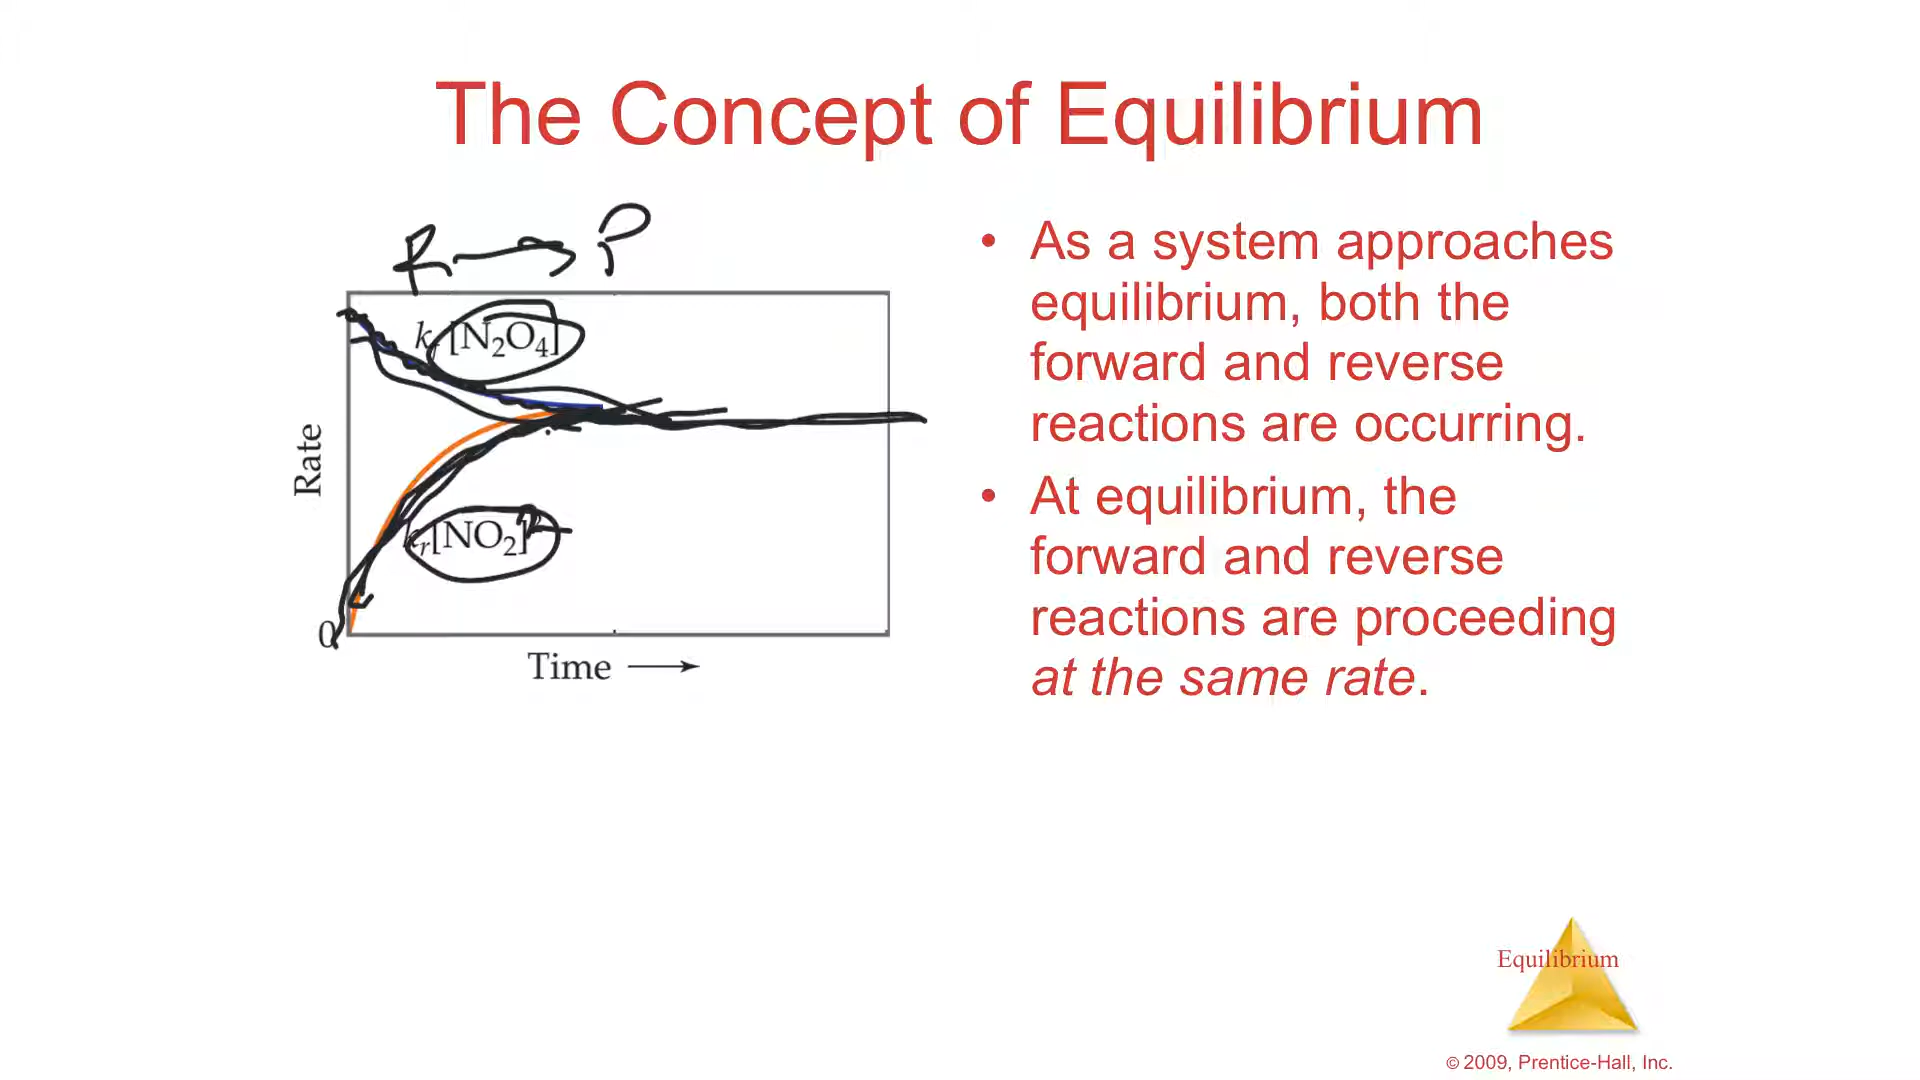 The Concept of Equilibrium
R → P
k_f [N₂O₄]
k_r[NO₂]²
Rate
0
Time →
• As a system approaches
equilibrium, both the
forward and reverse
reactions are occurring.
• At equilibrium, the
forward and reverse
reactions are proceeding
at the same rate.
Equilibrium
© 2009, Prentice-Hall, Inc.